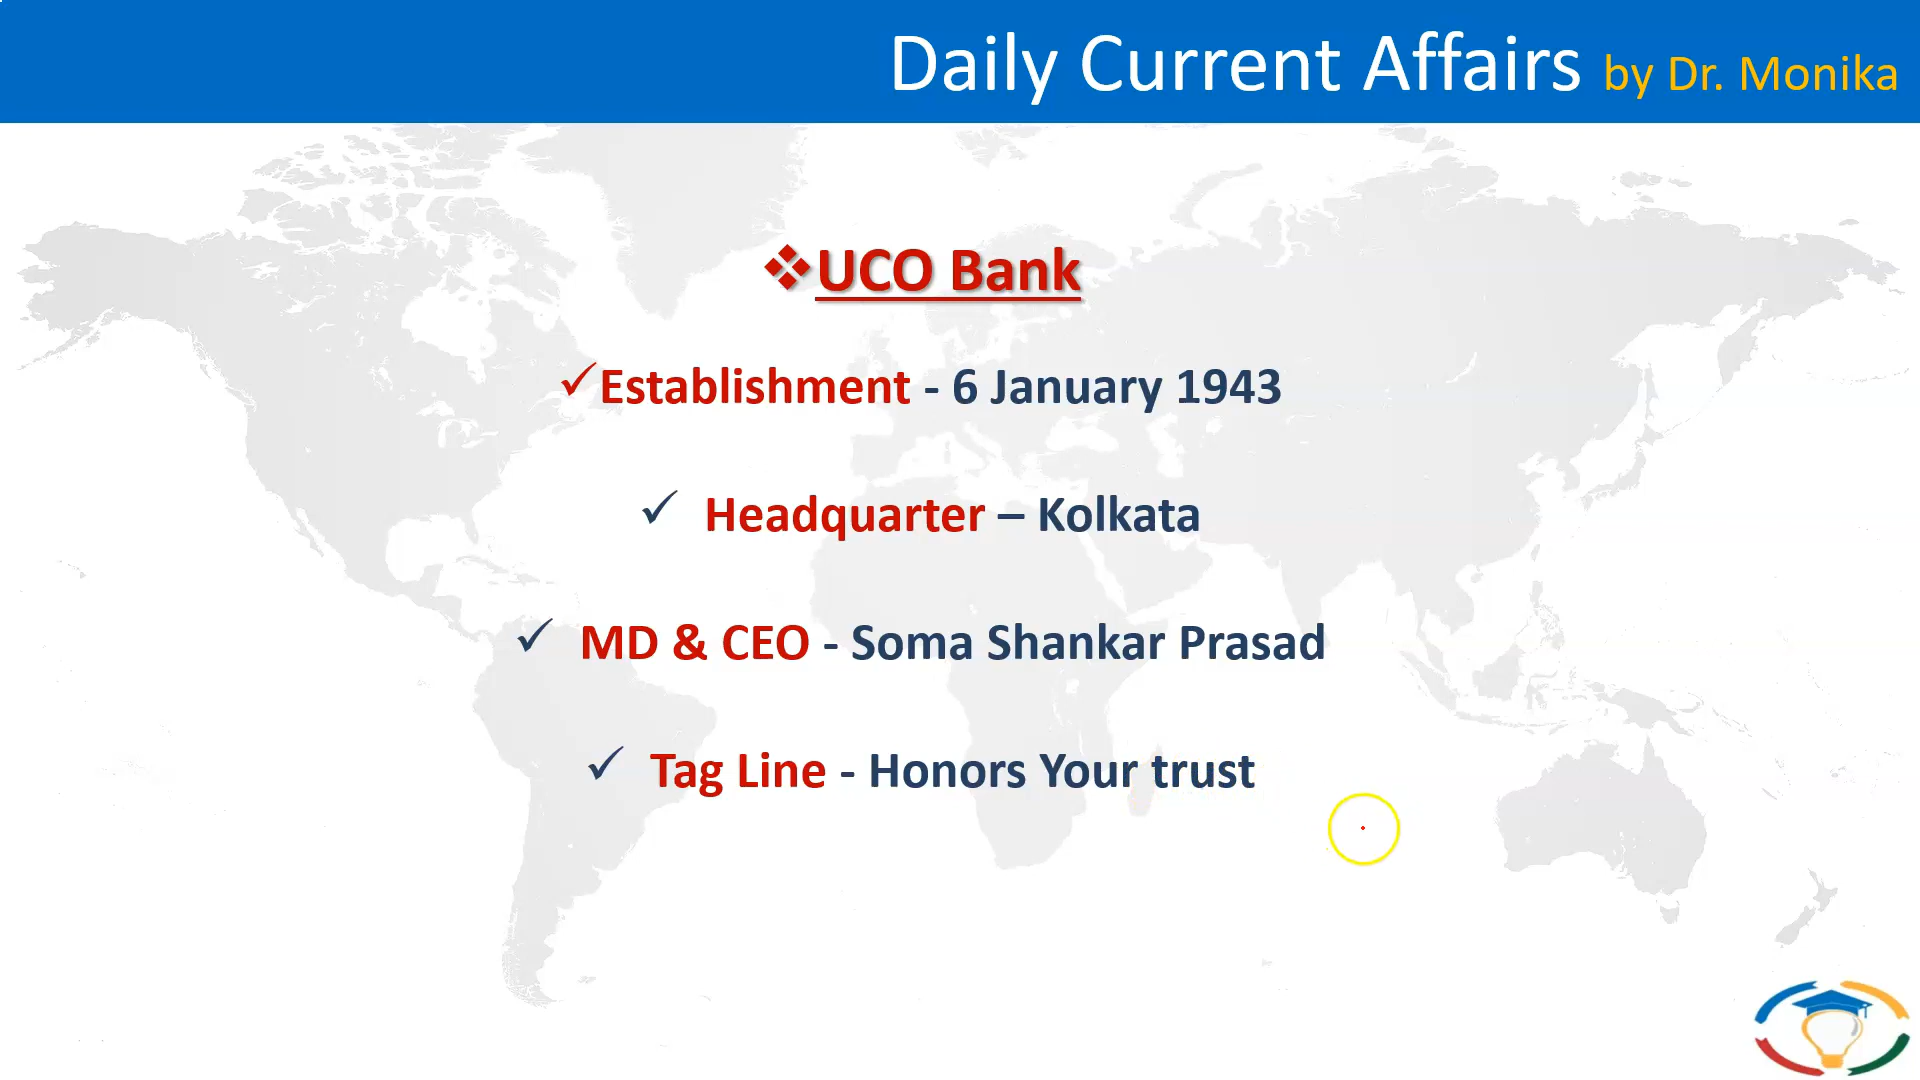 Daily Current Affairs by Dr. Monika
❖UCO Bank
✓Establishment - 6 January 1943
✓ Headquarter – Kolkata
✓ MD & CEO - Soma Shankar Prasad
✓ Tag Line - Honors Your trust